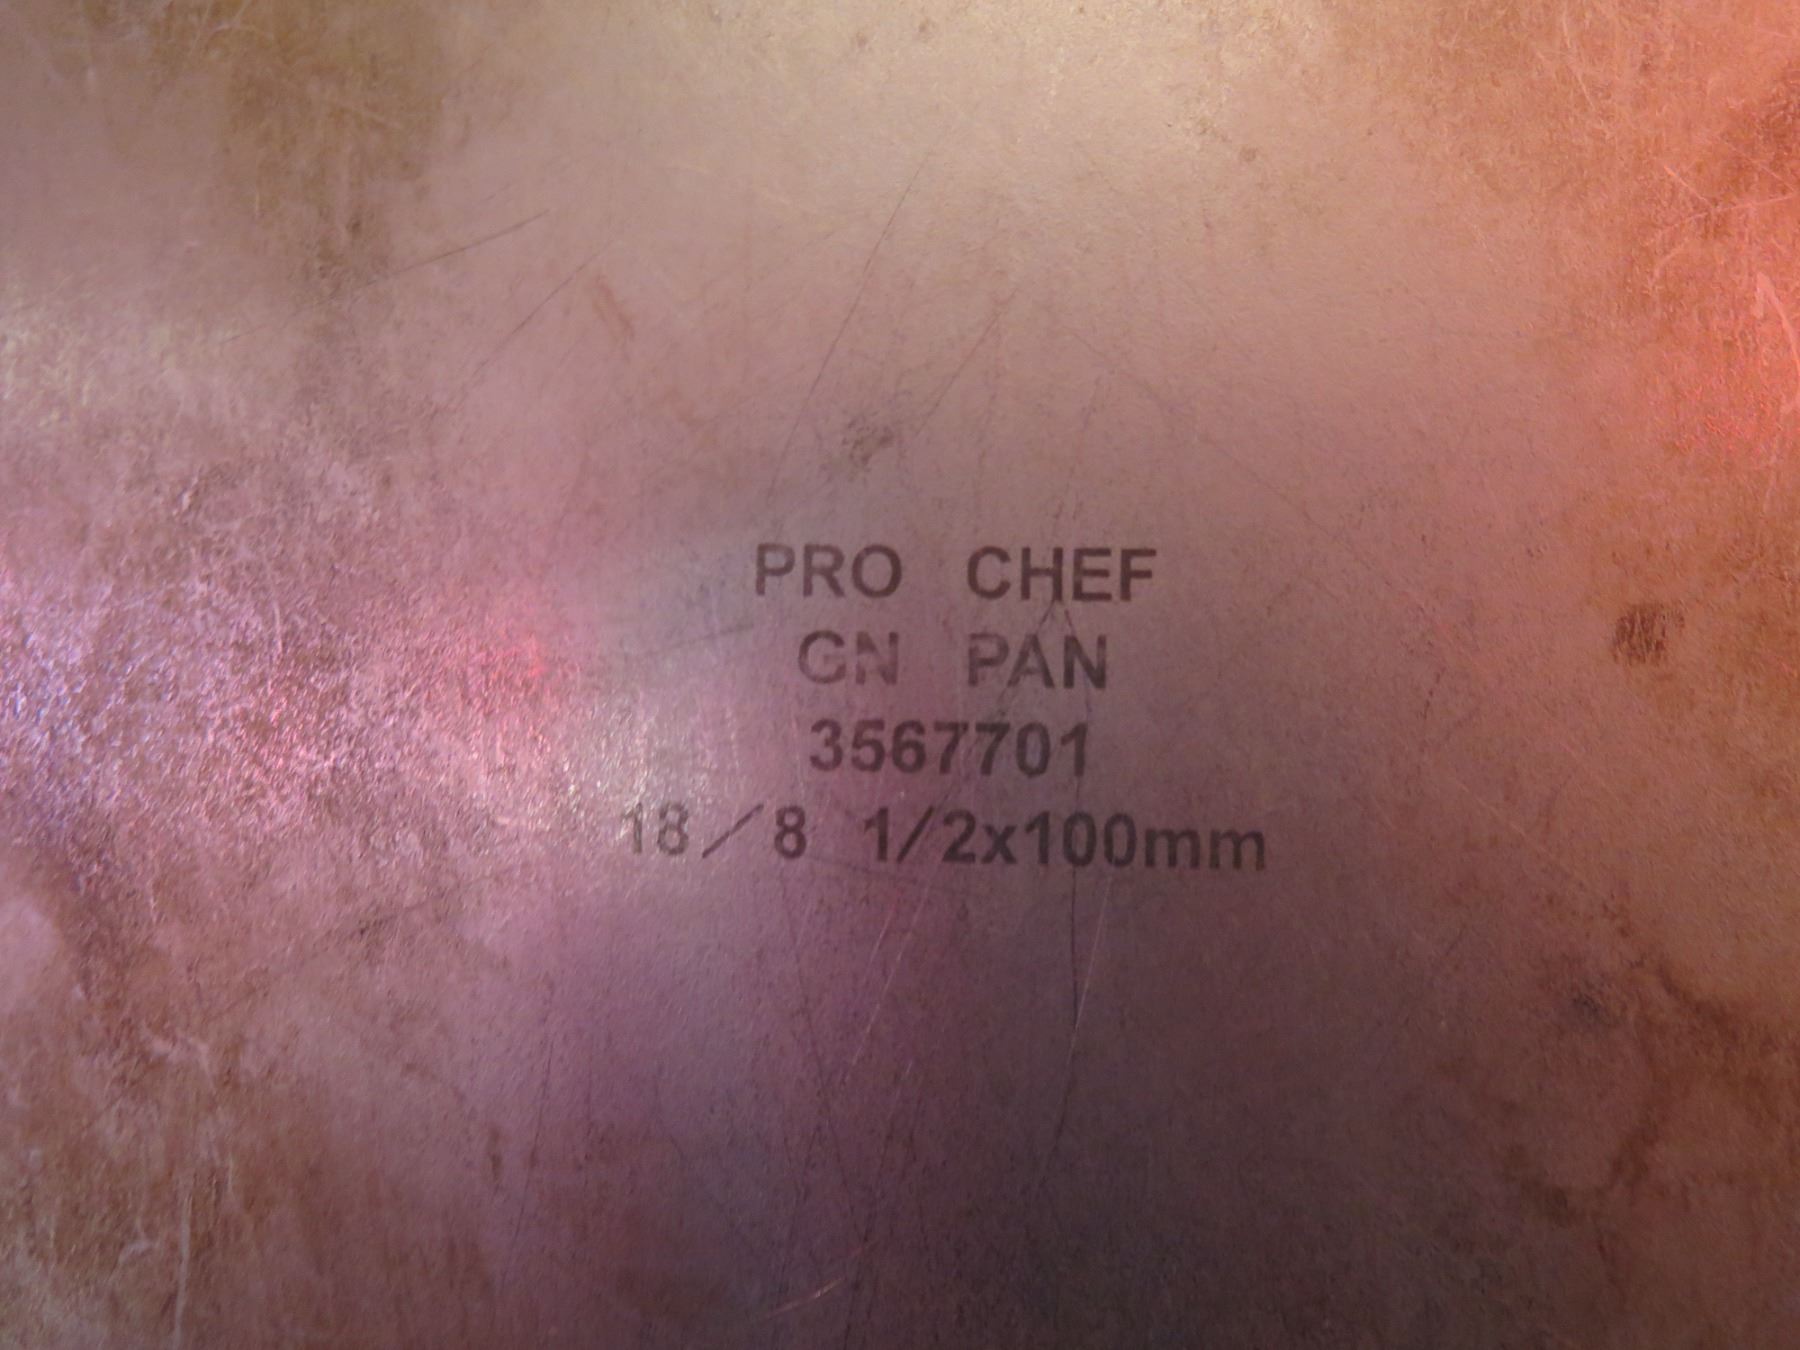 PRO CHEF
GN PAN
3567701
18/8 1/2x100mm